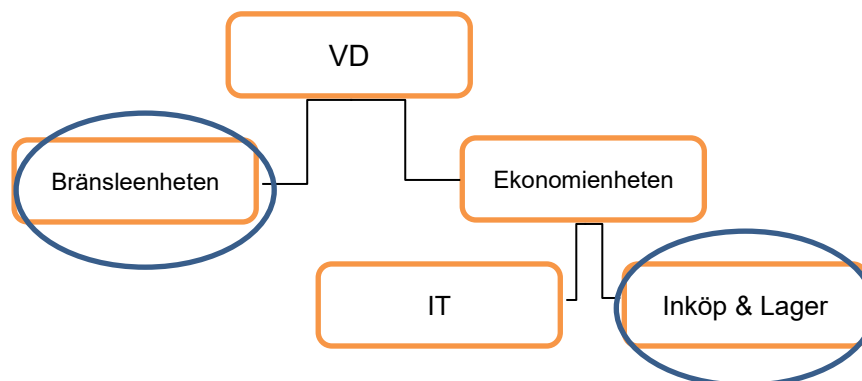 VD
Bränsleenheten
Ekonomienheten
IT
Inköp & Lager